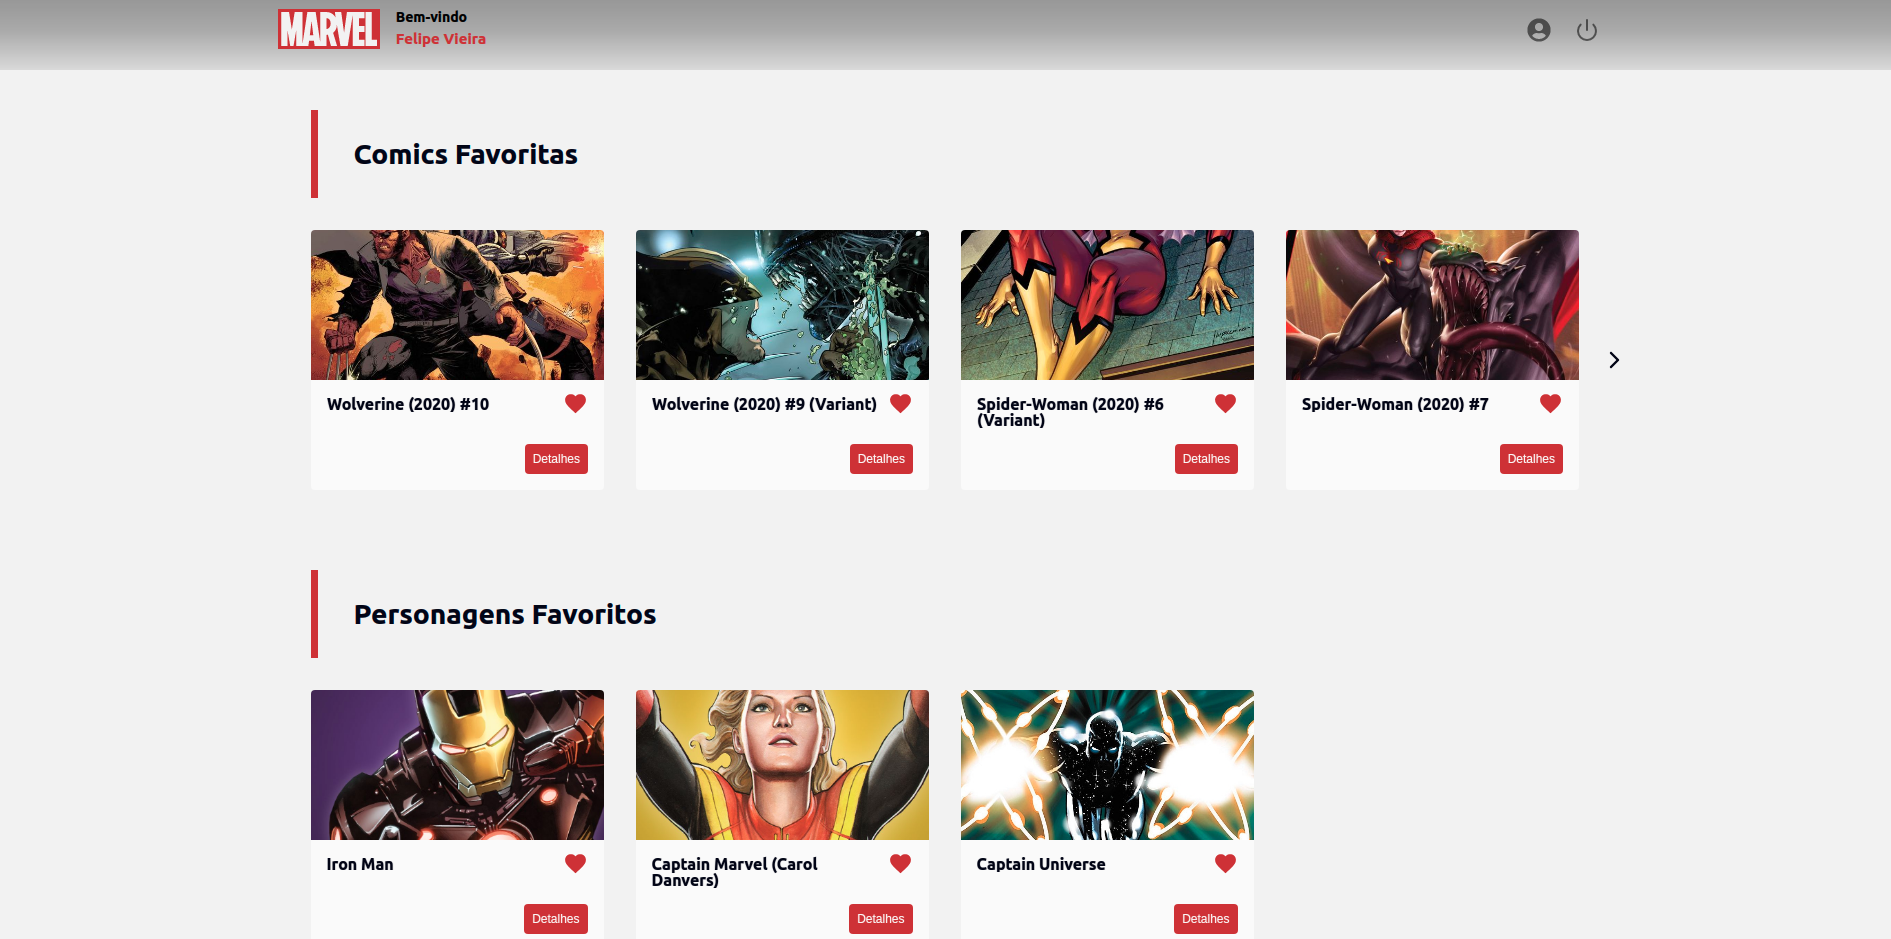 MARVEL
Bem-vindo
Felipe Vieira
Comics Favoritas
Wolverine (2020) #10
Detalhes
Wolverine (2020) #9 (Variant)
Detalhes
Spider-Woman (2020) #6
(Variant)
Detalhes
Spider-Woman (2020) #7
Detalhes
Personagens Favoritos
Iron Man
Detalhes
Captain Marvel (Carol
Danvers)
Detalhes
Captain Universe
Detalhes